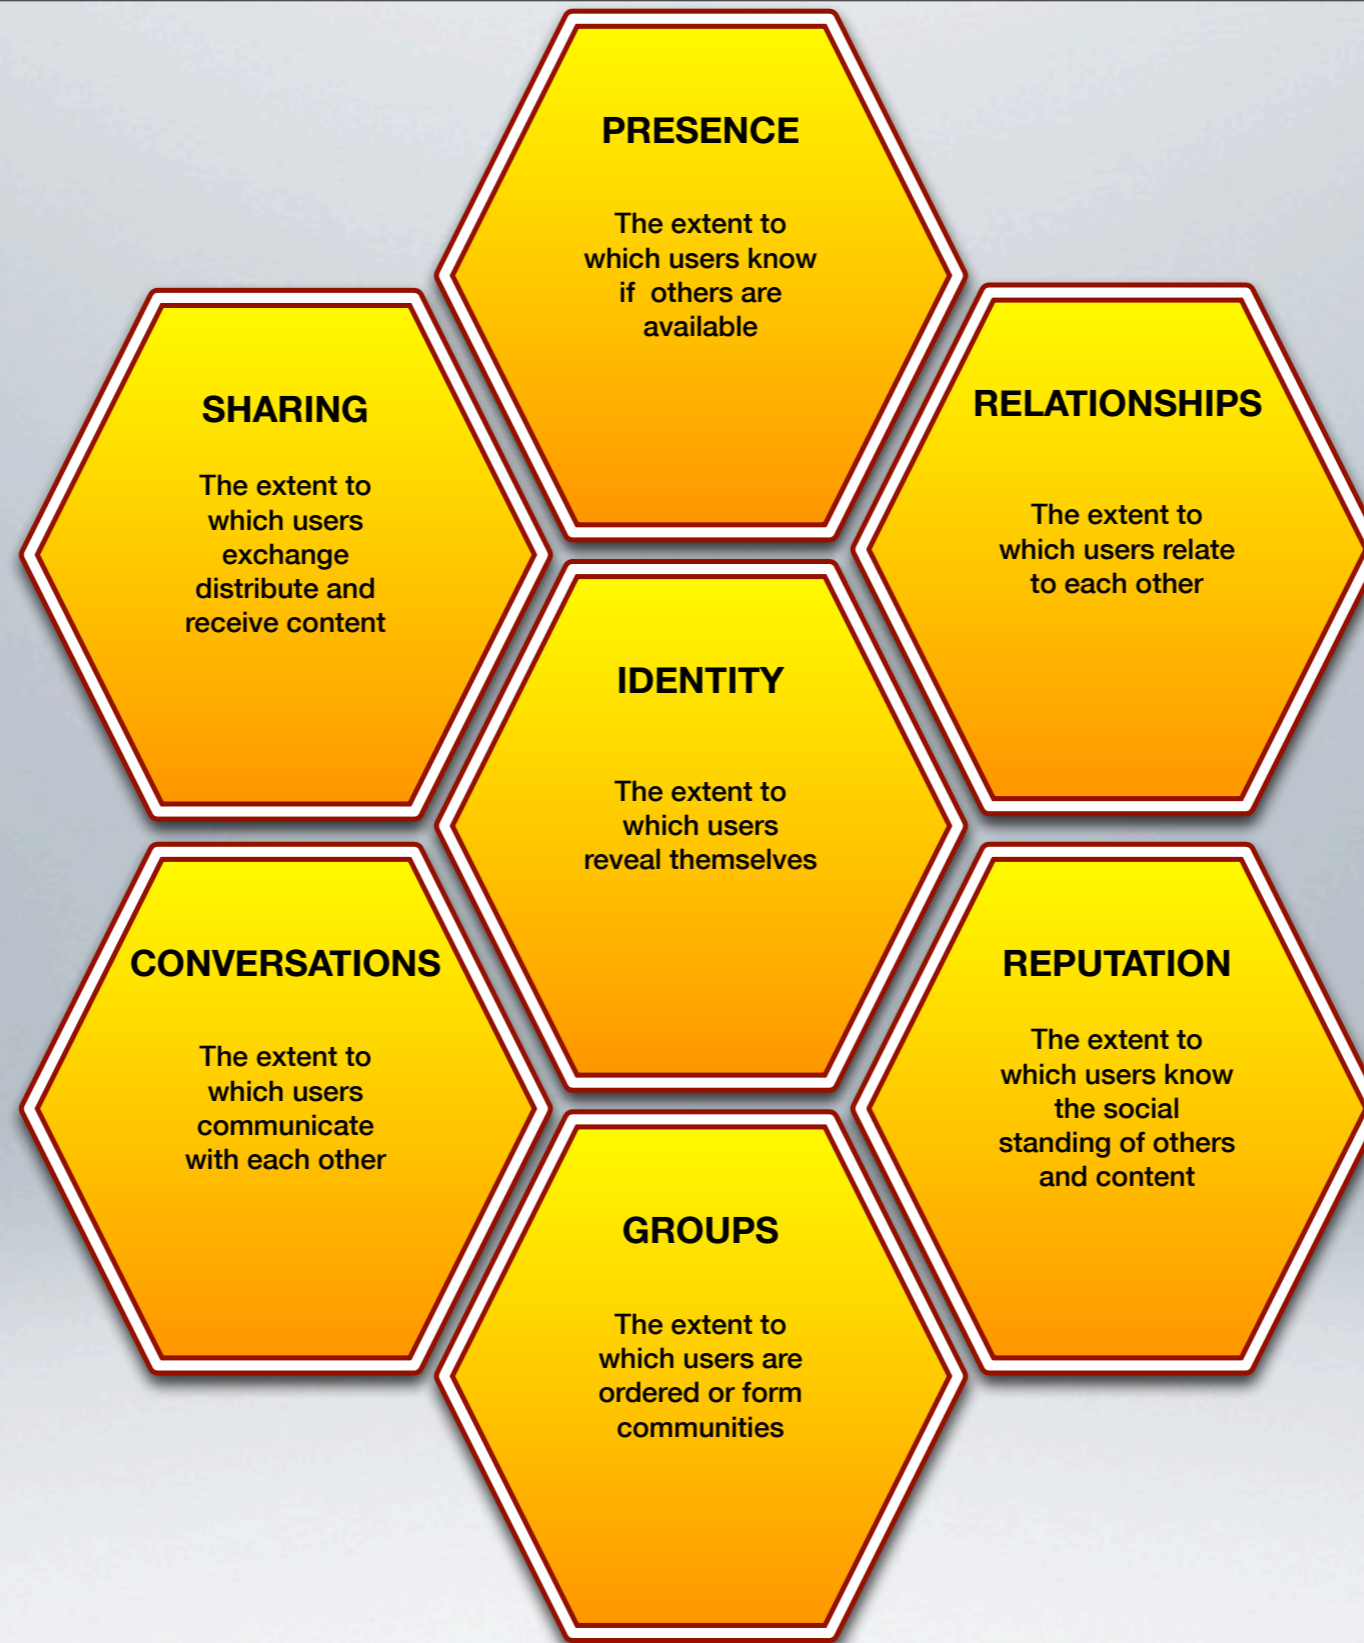 PRESENCE
The extent to
which users know
if  others are
available
SHARING
The extent to
which users
exchange
distribute and
receive content
RELATIONSHIPS
The extent to
which users relate
to each other
IDENTITY
The extent to
which users
reveal themselves
CONVERSATIONS
The extent to
which users
communicate
with each other
REPUTATION
The extent to
which users know
the social
standing of others
and content
GROUPS
The extent to
which users are
ordered or form
communities